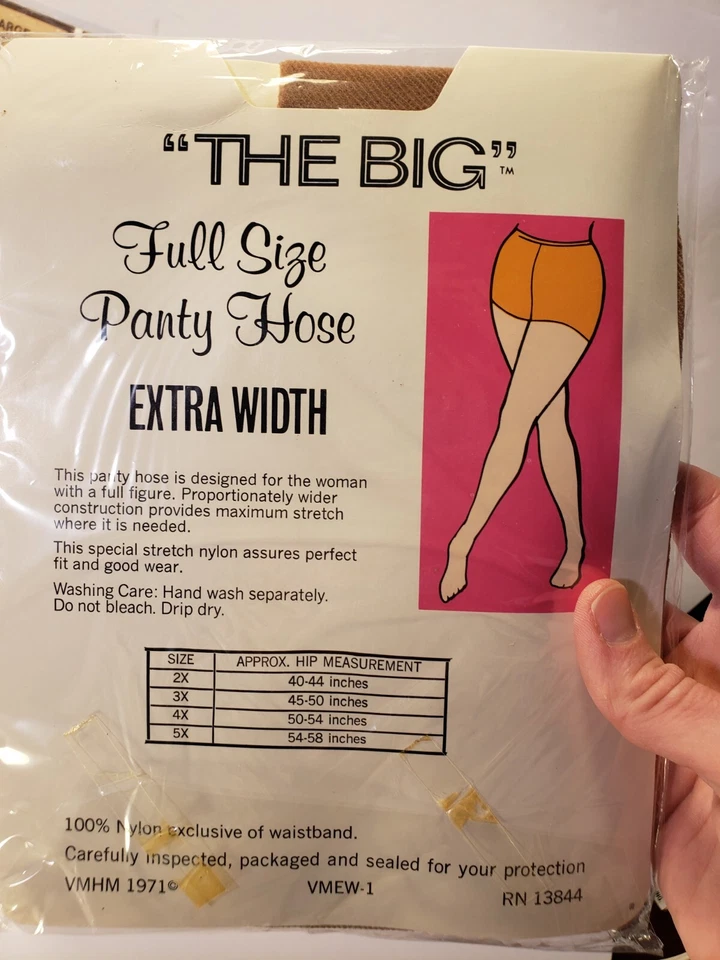 “THE BIG”™
Full Size
Panty Hose
EXTRA WIDTH
This panty hose is designed for the woman
with a full figure. Proportionately wider
construction provides maximum stretch
where it is needed.
This special stretch nylon assures perfect
fit and good wear.
Washing Care: Hand wash separately.
Do not bleach. Drip dry.
SIZE APPROX. HIP MEASUREMENT
2X 40-44 inches
3X 45-50 inches
4X 50-54 inches
5X 54-58 inches
100% Nylon exclusive of waistband.
Carefully inspected, packaged and sealed for your protection
VMHM 1971© VMEW-1 RN 13844